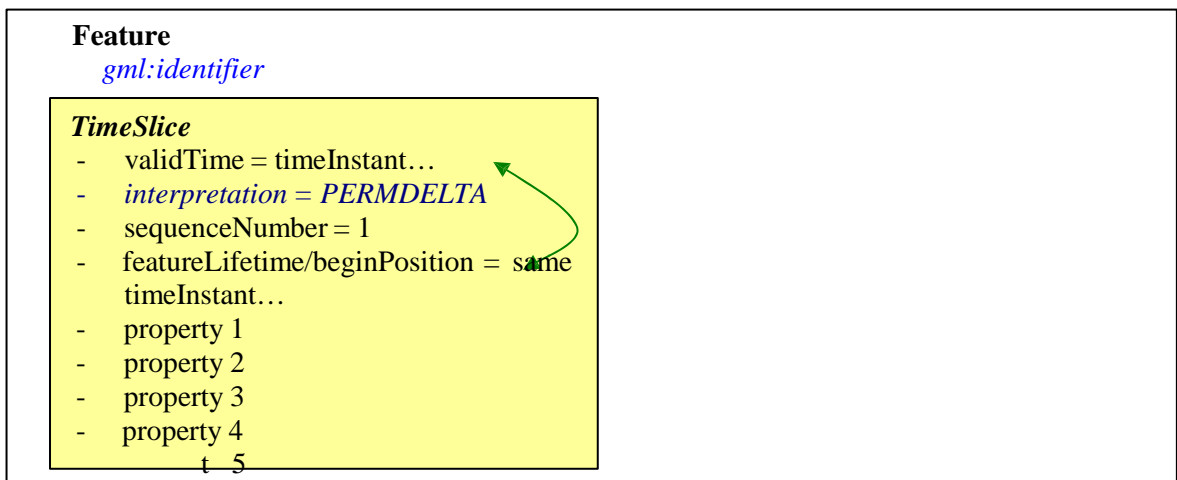 Feature
gml:identifier
TimeSlice
- validTime = timeInstant…
- interpretation = PERMDELTA
- sequenceNumber = 1
- featureLifetime/beginPosition = same
timeInstant…
- property 1
- property 2
- property 3
- property 4
t 5